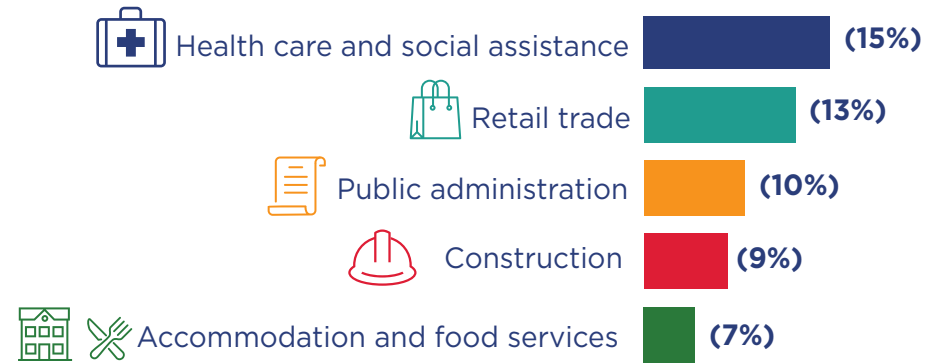 Health care and social assistance (15%)
Retail trade (13%)
Public administration (10%)
Construction (9%)
Accommodation and food services (7%)